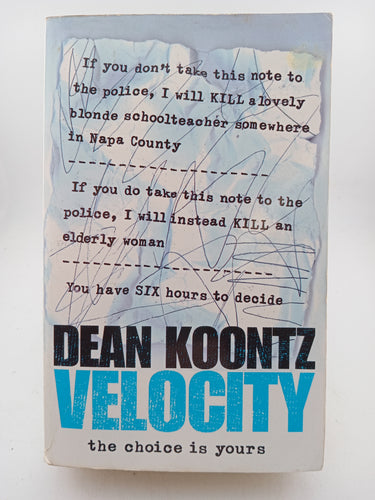 If you don't take this note to
the police, I will KILL a lovely
blonde schoolteacher somewhere
in Napa County
If you do take this note to the
police, I will instead KILL an
elderly woman
You have SIX hours to decide
DEAN KOONTZ
VELOCITY
the choice is yours